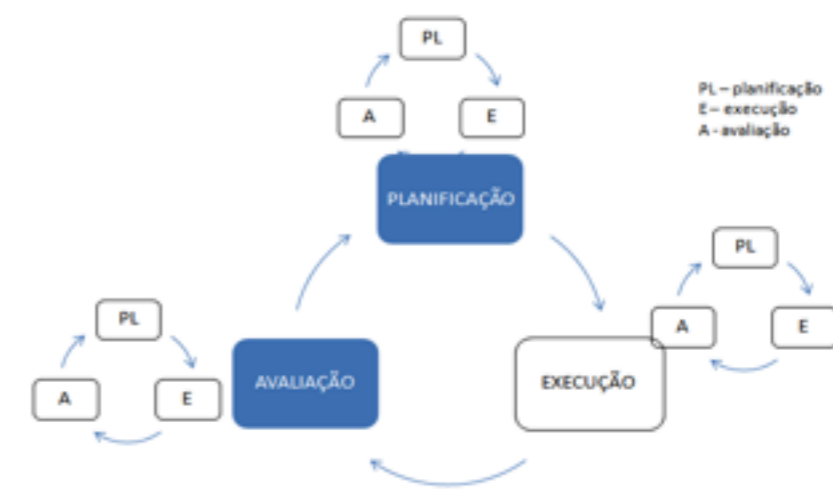 PL
A
E
PL – planificação
E – execução
A - avaliação
PLANIFICAÇÃO
PL
A
E
PL
A
E
AVALIAÇÃO
EXECUÇÃO